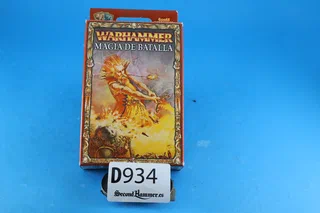 WARHAMMER
MAGIA DE BATALLA
D934
SecondHammer.es